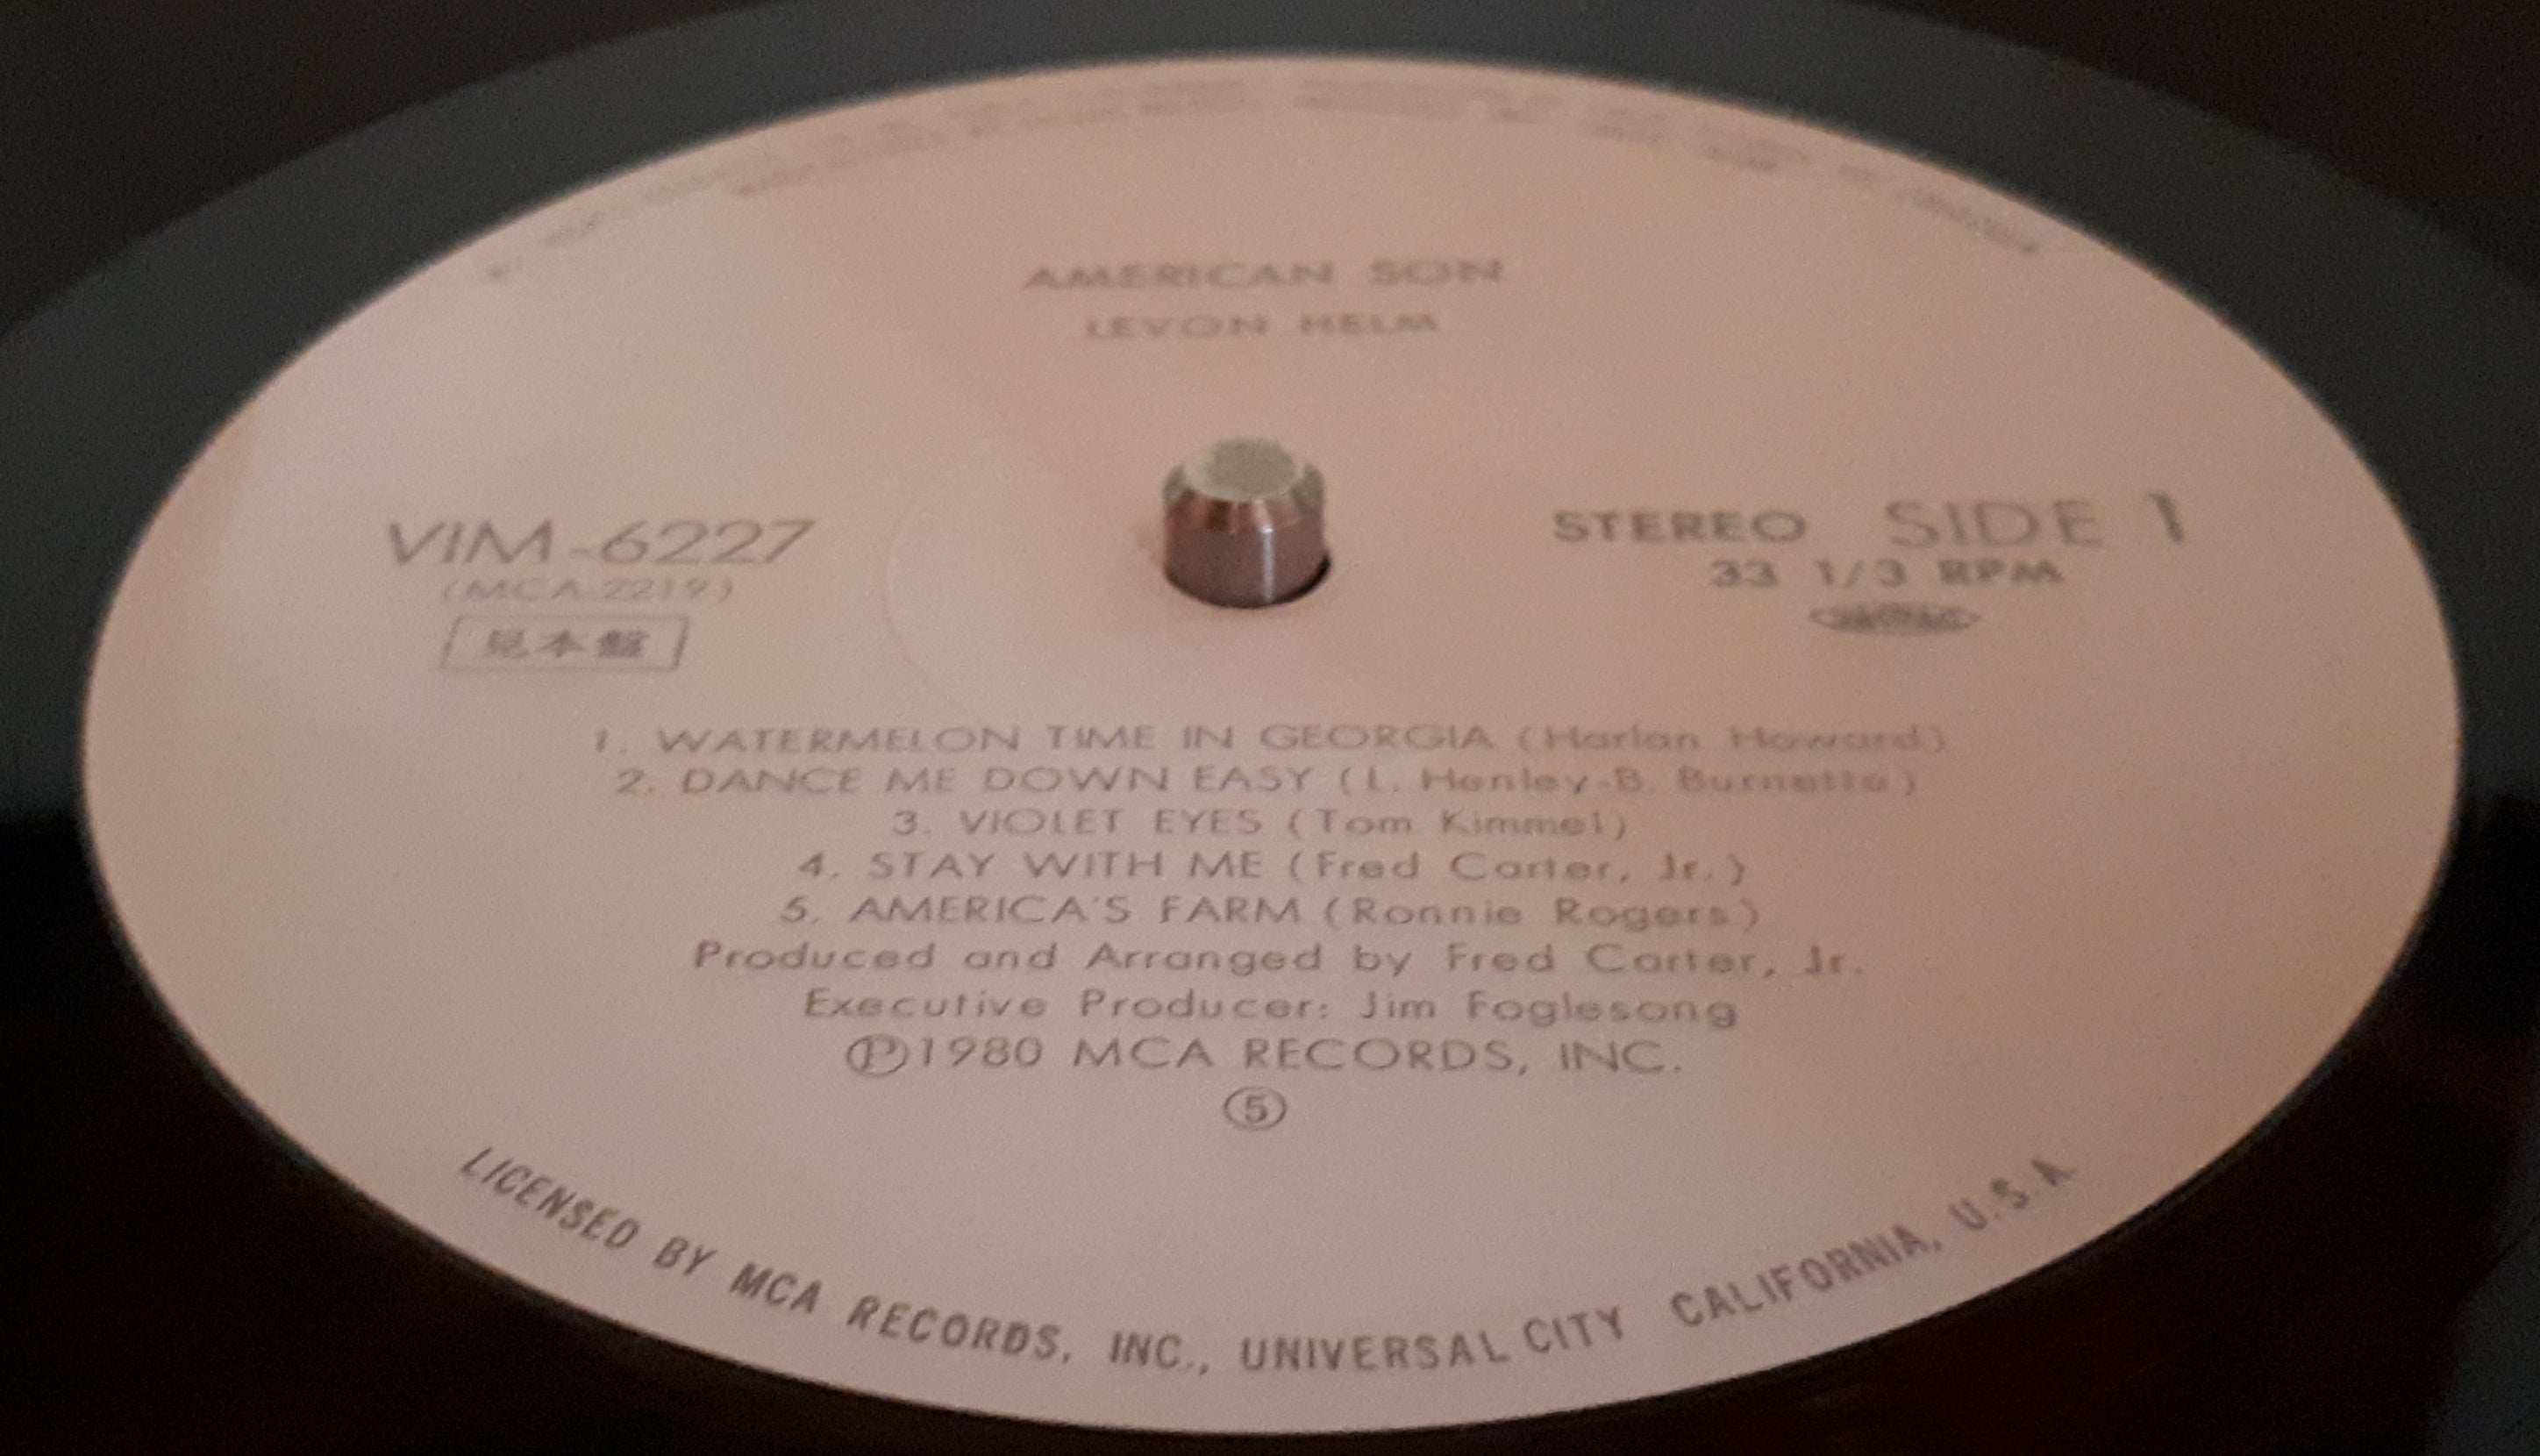 AMERICAN SON
LEVON HELM
VIM-6227
(MCA-2219)
見本盤
STEREO SIDE 1
33 1/3 RPM
1. WATERMELON TIME IN GEORGIA (Harlan Howard)
2. DANCE ME DOWN EASY (L. Henley-B. Burnette)
3. VIOLET EYES (Tom Kimmel)
4. STAY WITH ME (Fred Carter, Jr.)
5. AMERICA'S FARM (Ronnie Rogers)
Produced and Arranged by Fred Carter, Jr.
Executive Producer: Jim Foglesong
Ⓟ1980 MCA RECORDS, INC.
⑤
LICENSED BY MCA RECORDS, INC., UNIVERSAL CITY CALIFORNIA, U.S.A.